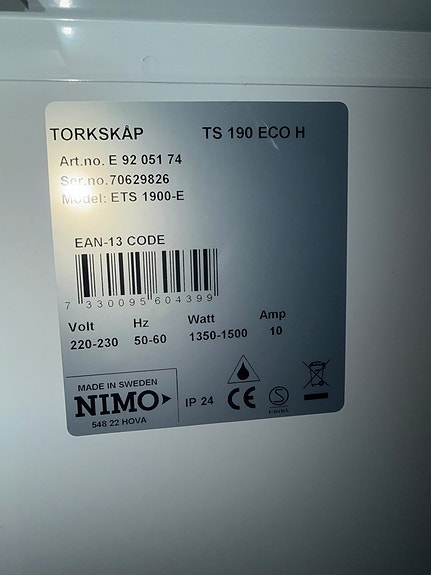 TORKSKÅP TS 190 ECO H
Art.no. E 92 051 74
Ser.no.70629826
Model: ETS 1900-E
EAN-13 CODE
7 330095 604399
Volt Hz Watt Amp
220-230 50-60 1350-1500 10
MADE IN SWEDEN
NIMO
548 22 HOVA
IP 24
CE
S